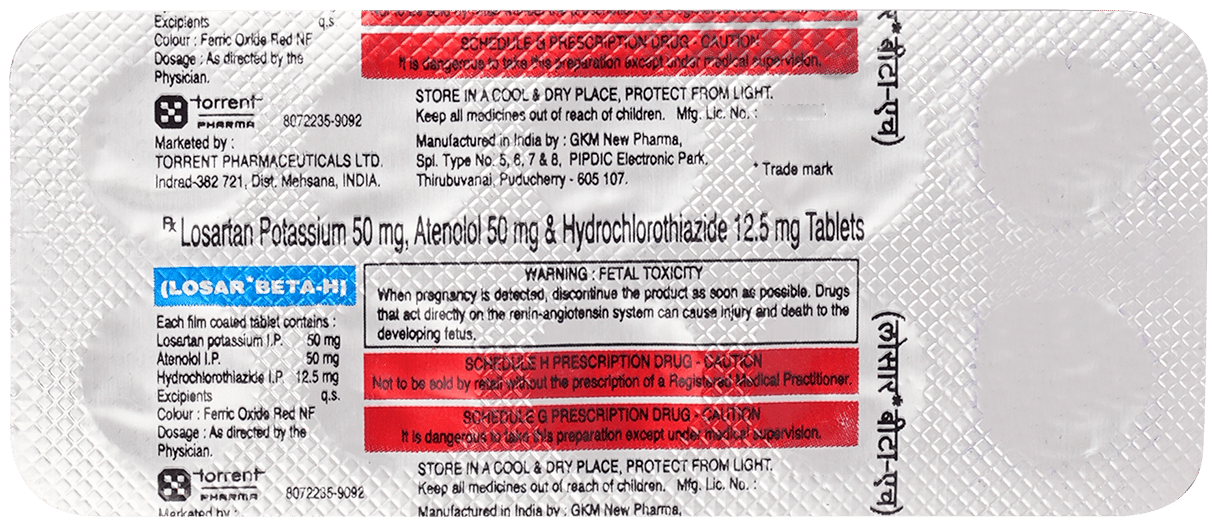 Excipients q.s.
Colour : Ferric Oxide Red NF
Dosage : As directed by the
Physician.
torrent
PHARMA
8072235-9092
Marketed by :
TORRENT PHARMACEUTICALS LTD.
Indrad-382 721, Dist. Mehsana, INDIA.
SCHEDULE G PRESCRIPTION DRUG - CAUTION
It is dangerous to take this preparation except under medical supervision.
STORE IN A COOL & DRY PLACE, PROTECT FROM LIGHT.
Keep all medicines out of reach of children. Mfg. Lic. No. :
Manufactured in India by : GKM New Pharma,
Spl. Type No. 5, 6, 7 & 8, PIPDIC Electronic Park,
Thirubuvanai, Puducherry - 605 107.
* Trade mark
* बीटा-एच)
Rx Losartan Potassium 50 mg, Atenolol 50 mg & Hydrochlorothiazide 12.5 mg Tablets
(LOSAR*BETA-H)
Each film coated tablet contains :
Losartan potassium I.P. 50 mg
Atenolol I.P. 50 mg
Hydrochlorothiazide I.P. 12.5 mg
Excipients q.s.
Colour : Ferric Oxide Red NF
Dosage : As directed by the
Physician.
torrent
PHARMA
8072235-9092
Marketed by :
WARNING : FETAL TOXICITY
When pregnancy is detected, discontinue the product as soon as possible. Drugs
that act directly on the renin-angiotensin system can cause injury and death to the
developing fetus.
SCHEDULE H PRESCRIPTION DRUG - CAUTION
Not to be sold by retail without the prescription of a Registered Medical Practitioner.
SCHEDULE G PRESCRIPTION DRUG - CAUTION
It is dangerous to take this preparation except under medical supervision.
STORE IN A COOL & DRY PLACE, PROTECT FROM LIGHT.
Keep all medicines out of reach of children. Mfg. Lic. No. :
Manufactured in India by : GKM New Pharma,
(लोसार* बीटा-एच)